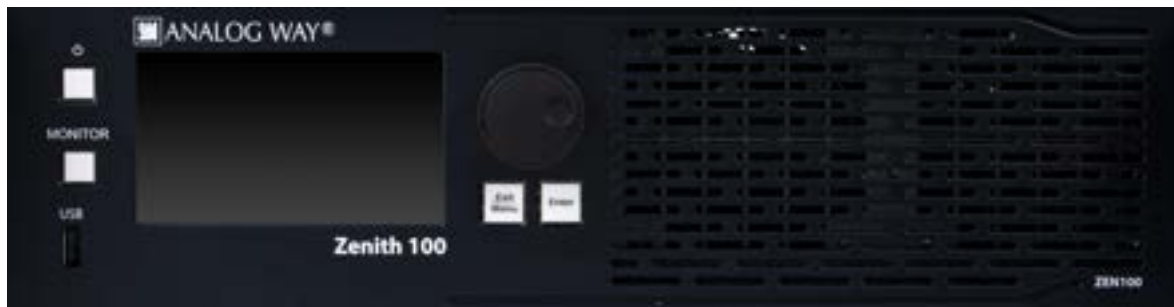 ANALOG WAY®
MONITOR
USB
Exit
Menu
Enter
Zenith 100
ZEN100